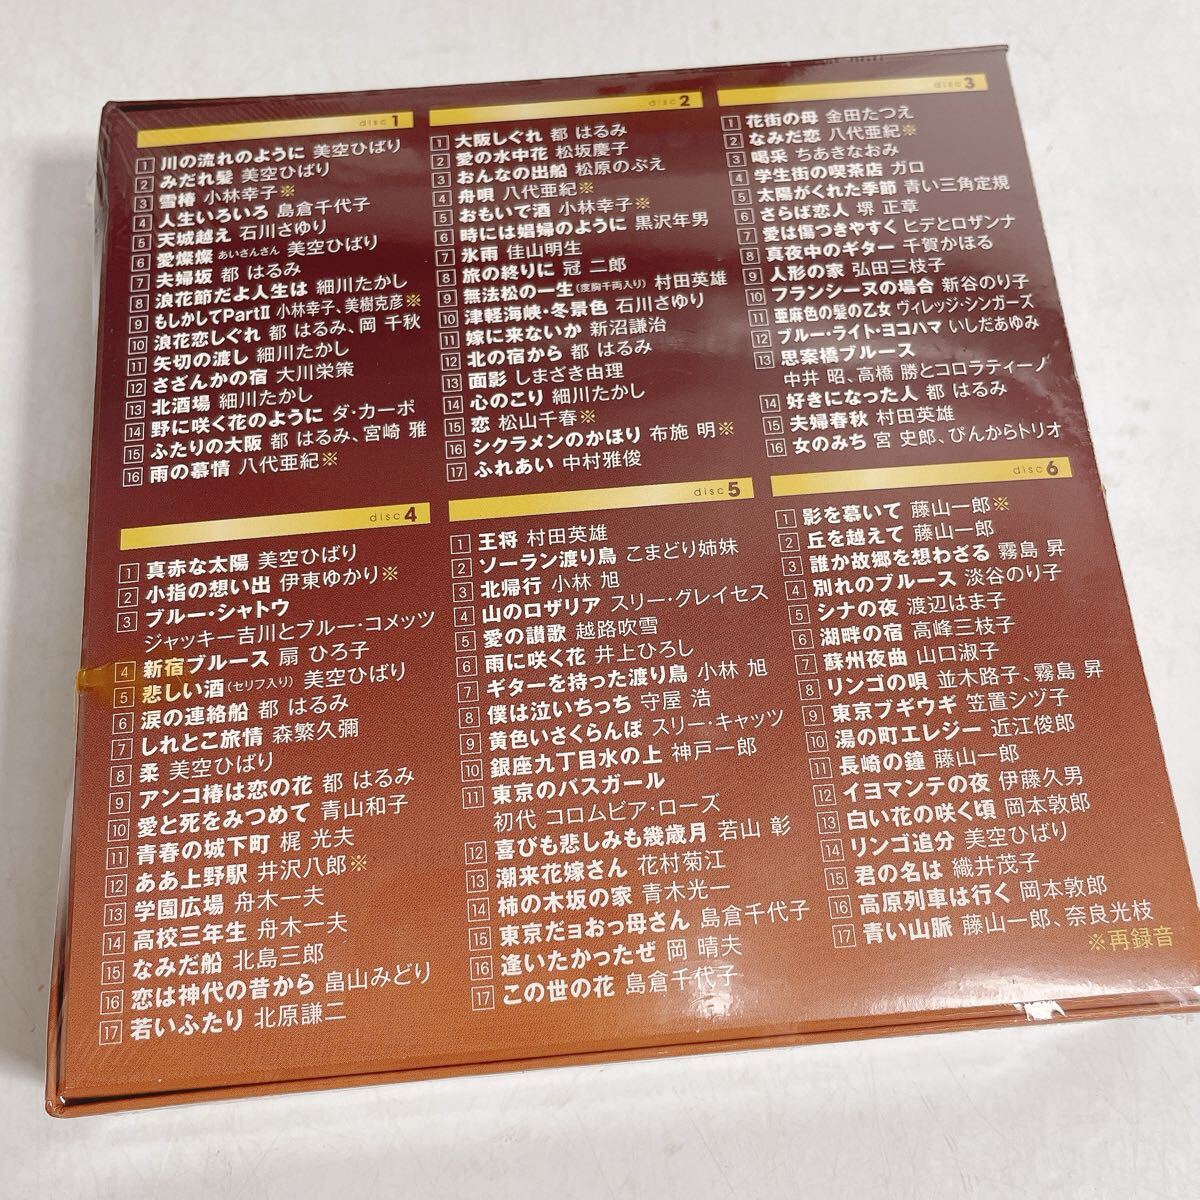 disc 1
1 川の流れのように 美空ひばり
2 みだれ髪 美空ひばり
3 雪椿 小林幸子※
4 人生いろいろ 島倉千代子
5 天城越え 石川さゆり
6 愛燦燦 あいさんさん 美空ひばり
7 夫婦坂 都 はるみ
8 浪花節だよ人生は 細川たかし
9 もしかしてPartⅡ 小林幸子、美樹克彦※
10 浪花恋しぐれ 都 はるみ、岡 千秋
11 矢切の渡し 細川たかし
12 さざんかの宿 大川栄策
13 北酒場 細川たかし
14 野に咲く花のように ダ・カーポ
15 ふたりの大阪 都 はるみ、宮崎 雅
16 雨の慕情 八代亜紀※
disc 2
1 大阪しぐれ 都 はるみ
2 愛の水中花 松坂慶子
3 おんなの出船 松原のぶえ
4 舟唄 八代亜紀※
5 おもいで酒 小林幸子※
6 時には娼婦のように 黒沢年男
7 氷雨 佳山明生
8 旅の終りに 冠 二郎
9 無法松の一生(度胸千両入り) 村田英雄
10 津軽海峡・冬景色 石川さゆり
11 嫁に来ないか 新沼謙治
12 北の宿から 都 はるみ
13 面影 しまざき由理
14 心のこり 細川たかし
15 恋 松山千春※
16 シクラメンのかほり 布施 明※
17 ふれあい 中村雅俊
disc 3
1 花街の母 金田たつえ
2 なみだ恋 八代亜紀※
3 喝采 ちあきなおみ
4 学生街の喫茶店 ガロ
5 太陽がくれた季節 青い三角定規
6 さらば恋人 堺 正章
7 愛は傷つきやすく ヒデとロザンナ
8 真夜中のギター 千賀かほる
9 人形の家 弘田三枝子
10 フランシーヌの場合 新谷のり子
11 亜麻色の髪の乙女 ヴィレッジ・シンガーズ
12 ブルー・ライト・ヨコハマ いしだあゆみ
13 思案橋ブルース
中井 昭、高橋 勝とコロラティーノ
14 好きになった人 都 はるみ
15 夫婦春秋 村田英雄
16 女のみち 宮 史郎、ぴんからトリオ
disc 4
1 真赤な太陽 美空ひばり
2 小指の想い出 伊東ゆかり※
3 ブルー・シャトウ
ジャッキー吉川とブルー・コメッツ
4 新宿ブルース 扇 ひろ子
5 悲しい酒(セリフ入り) 美空ひばり
6 涙の連絡船 都 はるみ
7 しれとこ旅情 森繁久彌
8 柔 美空ひばり
9 アンコ椿は恋の花 都 はるみ
10 愛と死をみつめて 青山和子
11 青春の城下町 梶 光夫
12 ああ上野駅 井沢八郎※
13 学園広場 舟木一夫
14 高校三年生 舟木一夫
15 なみだ船 北島三郎
16 恋は神代の昔から 畠山みどり
17 若いふたり 北原謙二
disc 5
1 王将 村田英雄
2 ソーラン渡り鳥 こまどり姉妹
3 北帰行 小林 旭
4 山のロザリア スリー・グレイセス
5 愛の讃歌 越路吹雪
6 雨に咲く花 井上ひろし
7 ギターを持った渡り鳥 小林 旭
8 僕は泣いちっち 守屋 浩
9 黄色いさくらんぼ スリー・キャッツ
10 銀座九丁目水の上 神戸一郎
11 東京のバスガール
初代 コロムビア・ローズ
12 喜びも悲しみも幾歳月 若山 彰
13 潮来花嫁さん 花村菊江
14 柿の木坂の家 青木光一
15 東京だョおっ母さん 島倉千代子
16 逢いたかったぜ 岡 晴夫
17 この世の花 島倉千代子
disc 6
1 影を慕いて 藤山一郎※
2 丘を越えて 藤山一郎
3 誰か故郷を想わざる 霧島 昇
4 別れのブルース 淡谷のり子
5 シナの夜 渡辺はま子
6 湖畔の宿 高峰三枝子
7 蘇州夜曲 山口淑子
8 リンゴの唄 並木路子、霧島 昇
9 東京ブギウギ 笠置シヅ子
10 湯の町エレジー 近江俊郎
11 長崎の鐘 藤山一郎
12 イヨマンテの夜 伊藤久男
13 白い花の咲く頃 岡本敦郎
14 リンゴ追分 美空ひばり
15 君の名は 織井茂子
16 高原列車は行く 岡本敦郎
17 青い山脈 藤山一郎、奈良光枝
※再録音